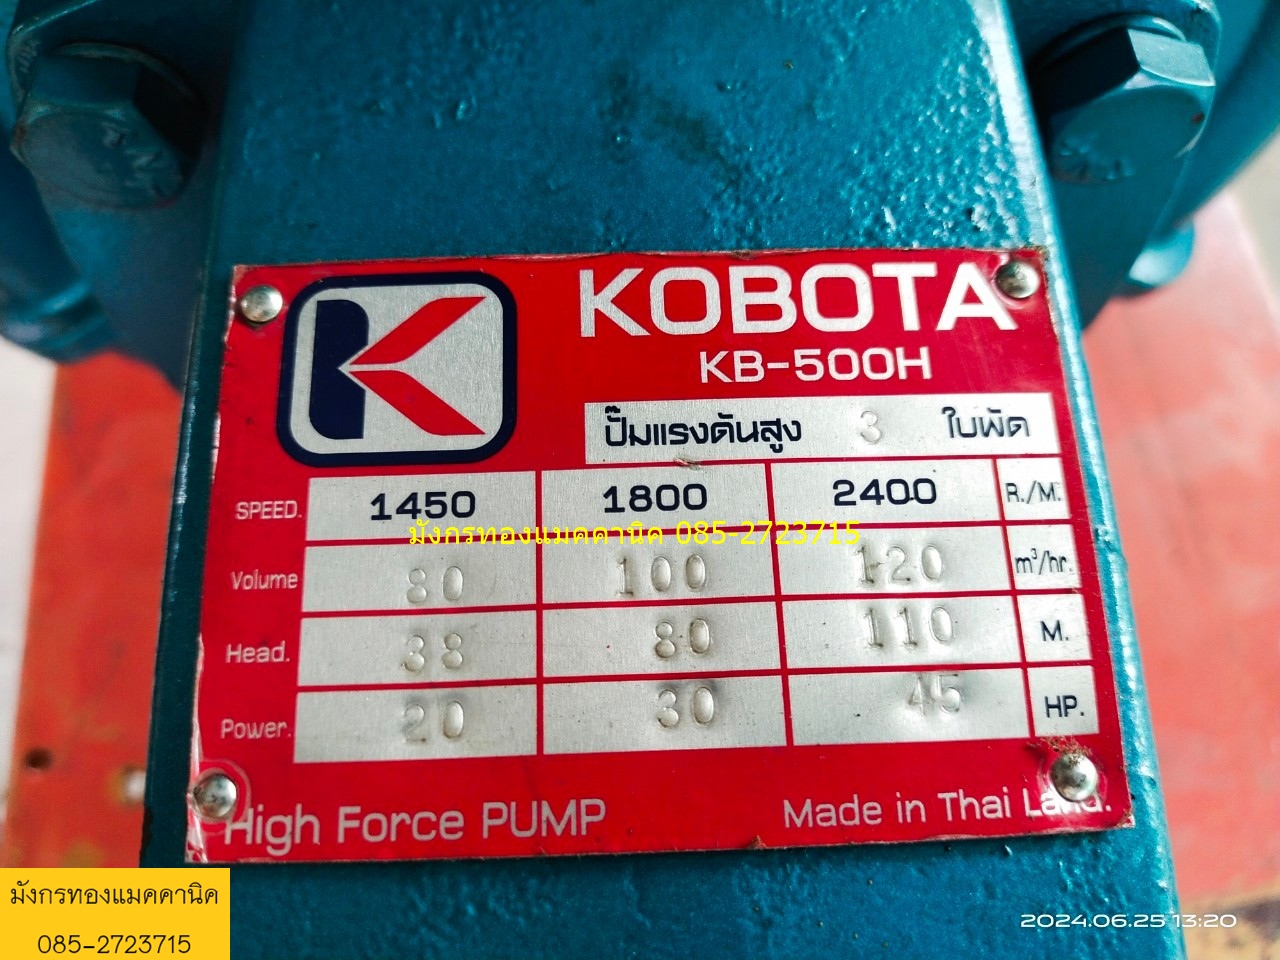 KOBOTA
KB-500H
ปั๊มแรงดันสูง 3 ใบพัด
SPEED. 1450 1800 2400 R./M.
มังกรทองแมคคานิค 085-2723715
Volume 80 100 120 m³/hr.
Head. 38 80 110 M.
Power. 20 30 45 HP.
High Force PUMP Made in Thai Land.
มังกรทองแมคคานิค
085-2723715
2024.06.25 13:20